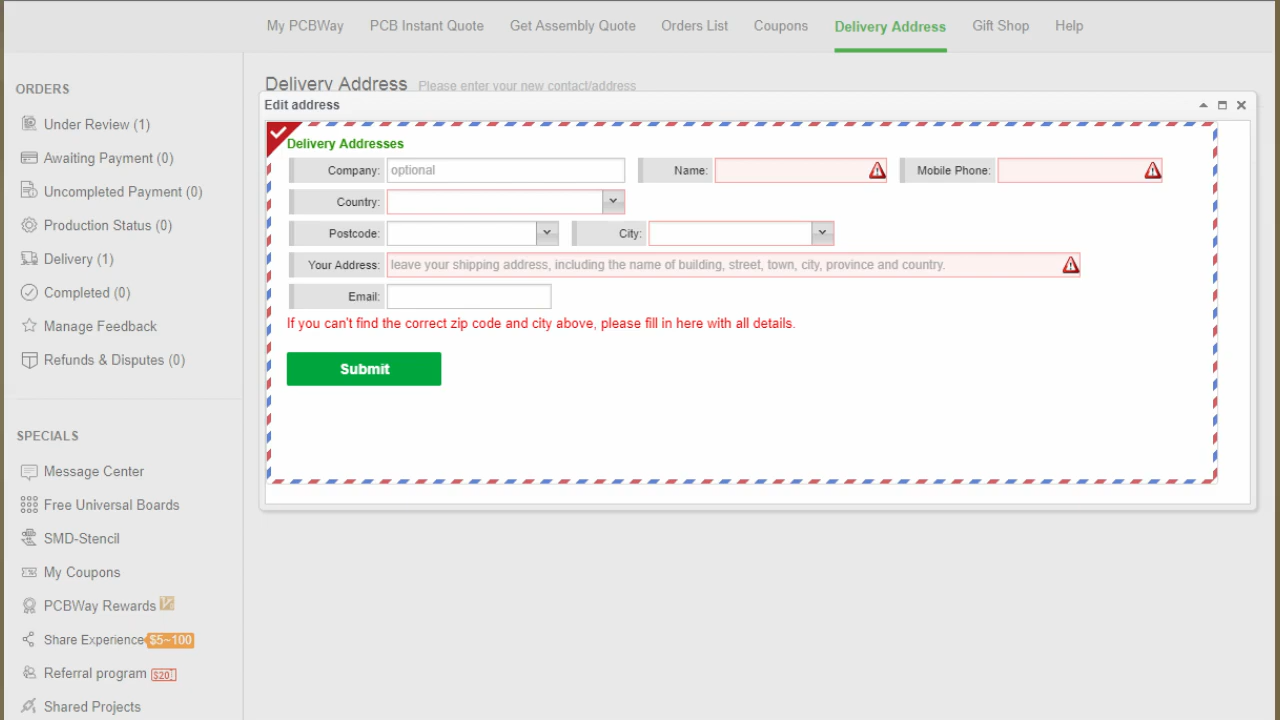 My PCBWay PCB Instant Quote Get Assembly Quote Orders List Coupons Delivery Address Gift Shop Help
ORDERS
Under Review (1)
Awaiting Payment (0)
Uncompleted Payment (0)
Production Status (0)
Delivery (1)
Completed (0)
Manage Feedback
Refunds & Disputes (0)
SPECIALS
Message Center
Free Universal Boards
SMD-Stencil
My Coupons
PCBWay Rewards
Share Experience $5~100
Referral program $20
Shared Projects
Delivery Address Please enter your new contact/address
Edit address
Delivery Addresses
Company: optional Name: Mobile Phone:
Country:
Postcode: City:
Your Address: leave your shipping address, including the name of building, street, town, city, province and country.
Email:
If you can't find the correct zip code and city above, please fill in here with all details.
Submit